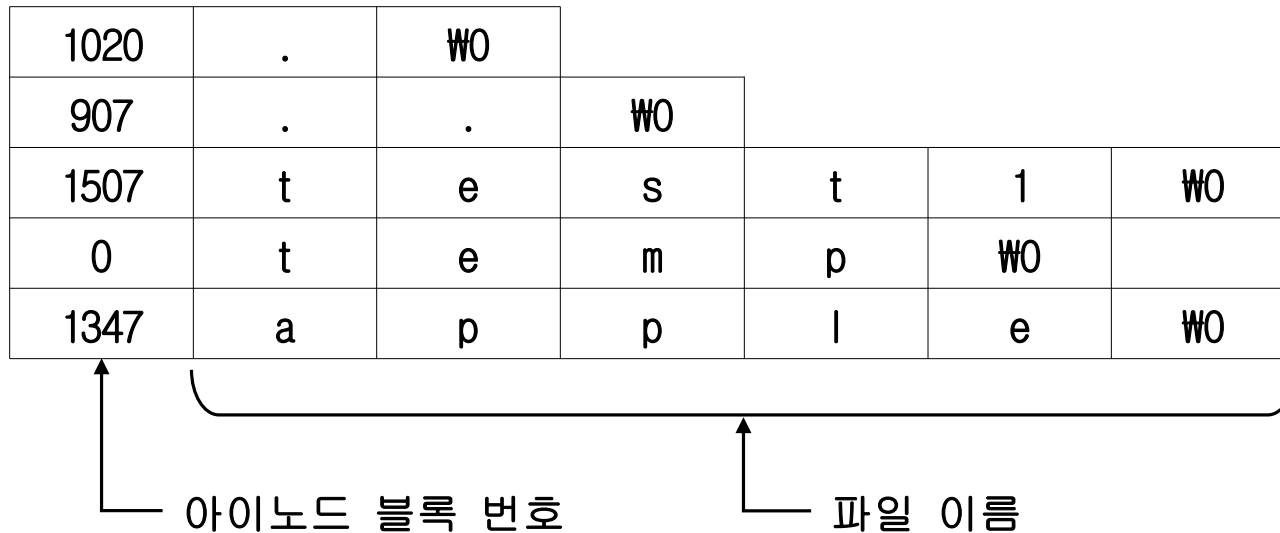 1020 . ₩0
907 . . ₩0
1507 t e s t 1 ₩0
0 t e m p ₩0
1347 a p p l e ₩0
아이노드 블록 번호 파일 이름